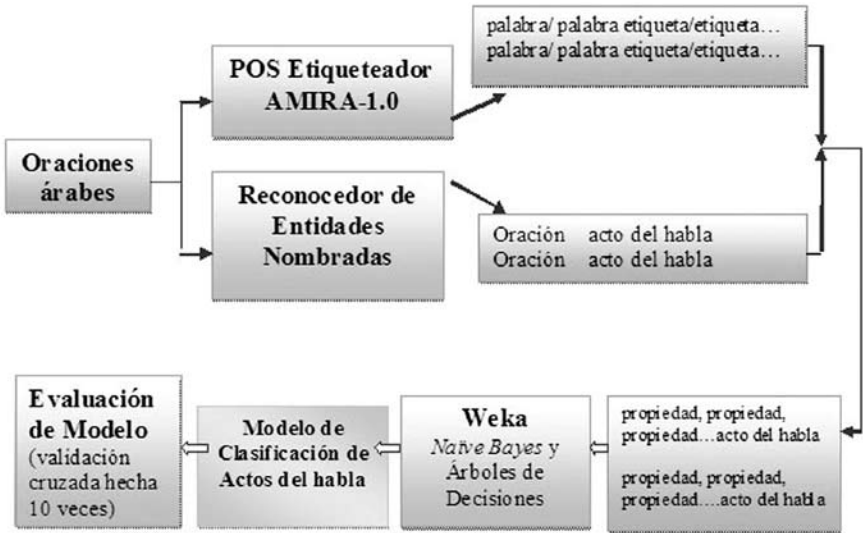 palabra/ palabra etiqueta/etiqueta…
palabra/ palabra etiqueta/etiqueta…
POS Etiqueteador
AMIRA-1.0
Oraciones
árabes
Reconocedor de
Entidades
Nombradas
Oración acto del habla
Oración acto del habla
Evaluación
de Modelo
(validación
cruzada hecha
10 veces)
Modelo de
Clasificación de
Actos del habla
Weka
Naïve Bayes y
Árboles de
Decisiones
propiedad, propiedad,
propiedad…acto del habla
propiedad, propiedad,
propiedad....acto del habla